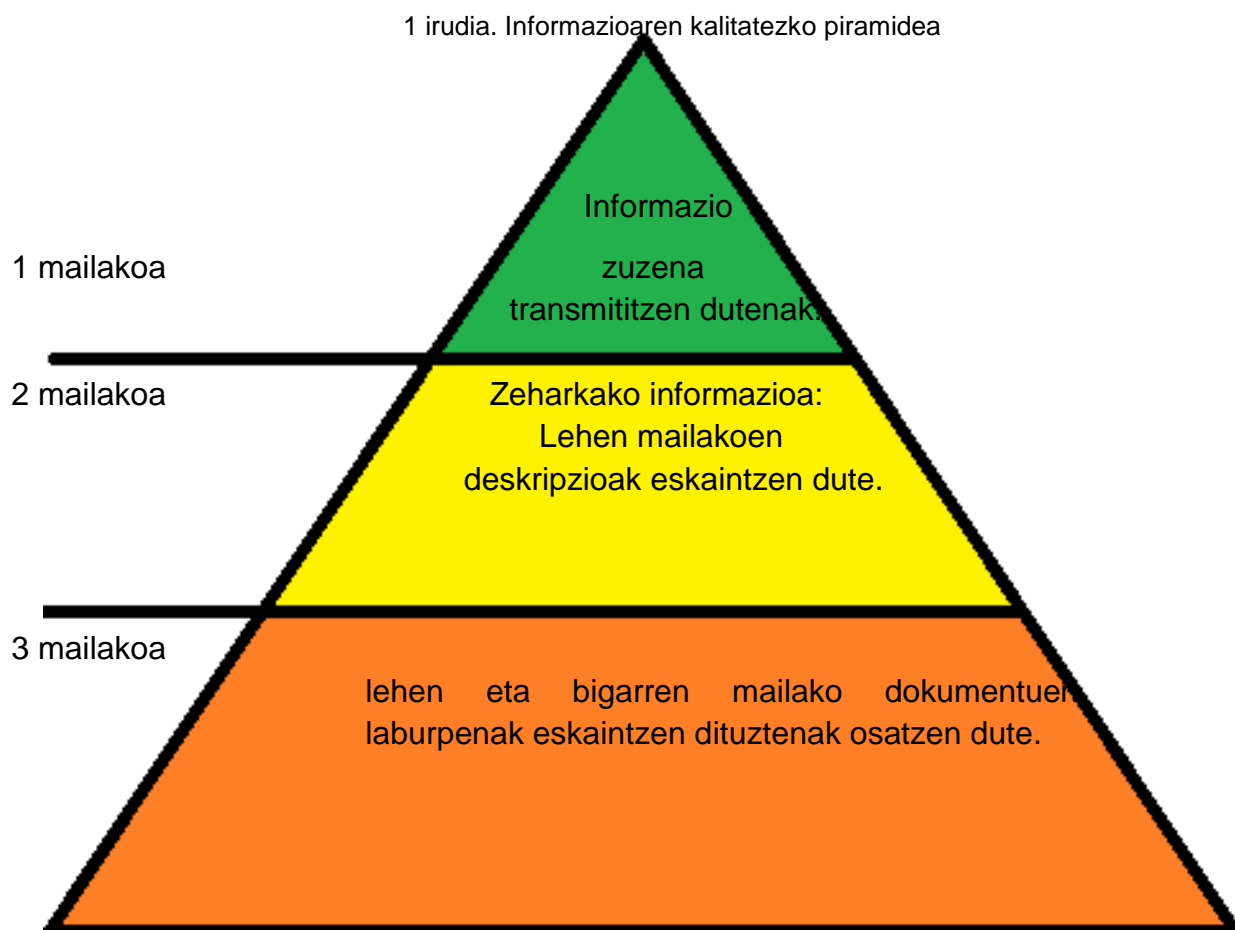 1 irudia. Informazioaren kalitatezko piramidea
Informazio
1 mailakoa
zuzena
transmititzen dutenak.
2 mailakoa
Zeharkako informazioa:
Lehen mailakoen
deskripzioak eskaintzen dute.
3 mailakoa
lehen eta bigarren mailako dokumentuen
laburpenak eskaintzen dituztenak osatzen dute.